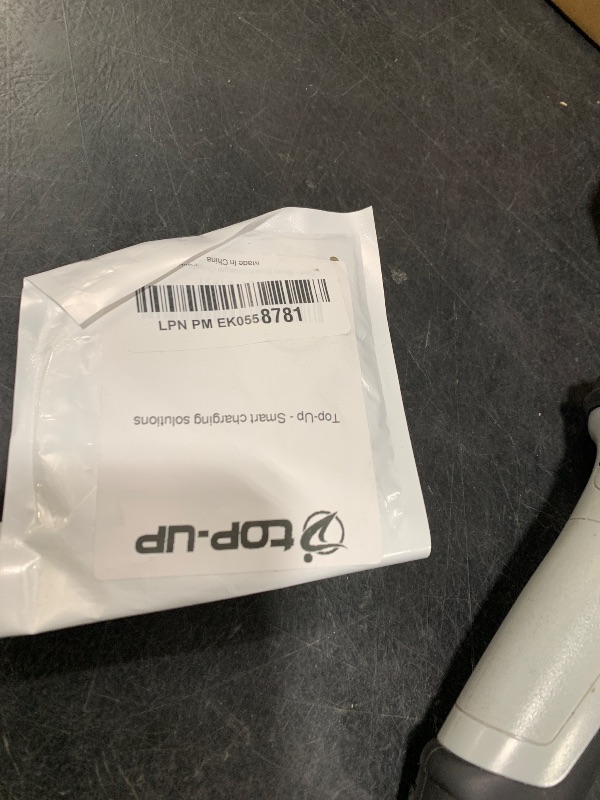 TOP-UP
Top-Up - Smart charging solutions
LPN PM EK0558781
Made in China